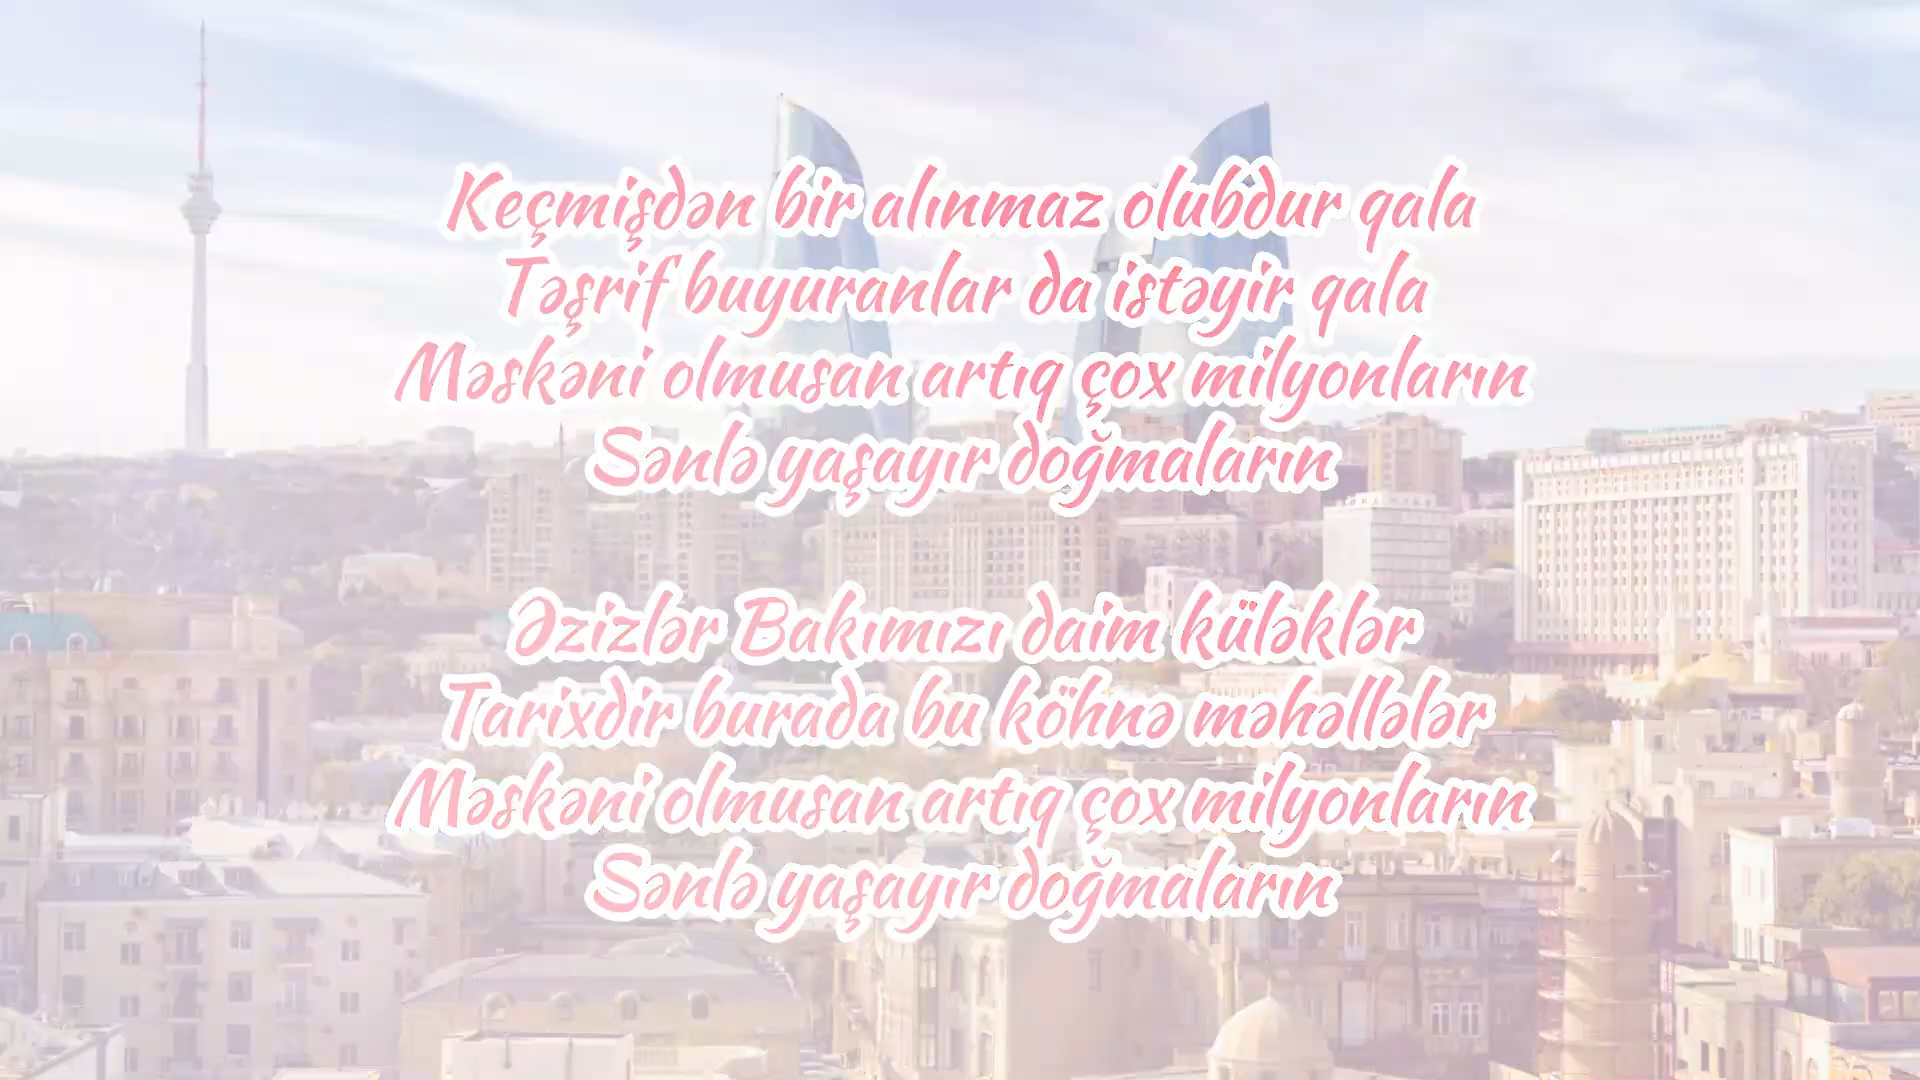 Keçmişdən bir alınmaz olubdur qala
Təşrif buyuranlar da istəyir qala
Məskəni olmusan artıq çox milyonların
Sənlə yaşayır doğmaların
Əzizlər Bakımızı daim küləklər
Tarixdir burada bu köhnə məhəllələr
Məskəni olmusan artıq çox milyonların
Sənlə yaşayır doğmaların